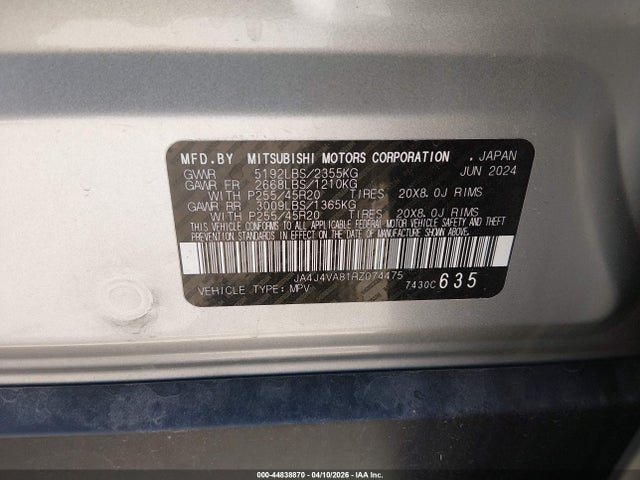 MFD.BY MITSUBISHI MOTORS CORPORATION . JAPAN
GVWR 5192LBS/2355KG JUN 2024
GAWR FR 2668LBS/1210KG
WITH P255/45R20 TIRES 20X8.0J RIMS
GAWR RR 3009LBS/1365KG
WITH P255/45R20 TIRES 20X8.0J RIMS
THIS VEHICLE CONFORMS TO ALL APPLICABLE FEDERAL MOTOR VEHICLE SAFETY AND THEFT
PREVENTION STANDARDS IN EFFECT ON THE DATE OF MANUFACTURE SHOWN ABOVE.
JA4J4VA81RZ074475
VEHICLE TYPE: MPV 7430C 635
000-44838870 04/10/2026 IAA Inc.